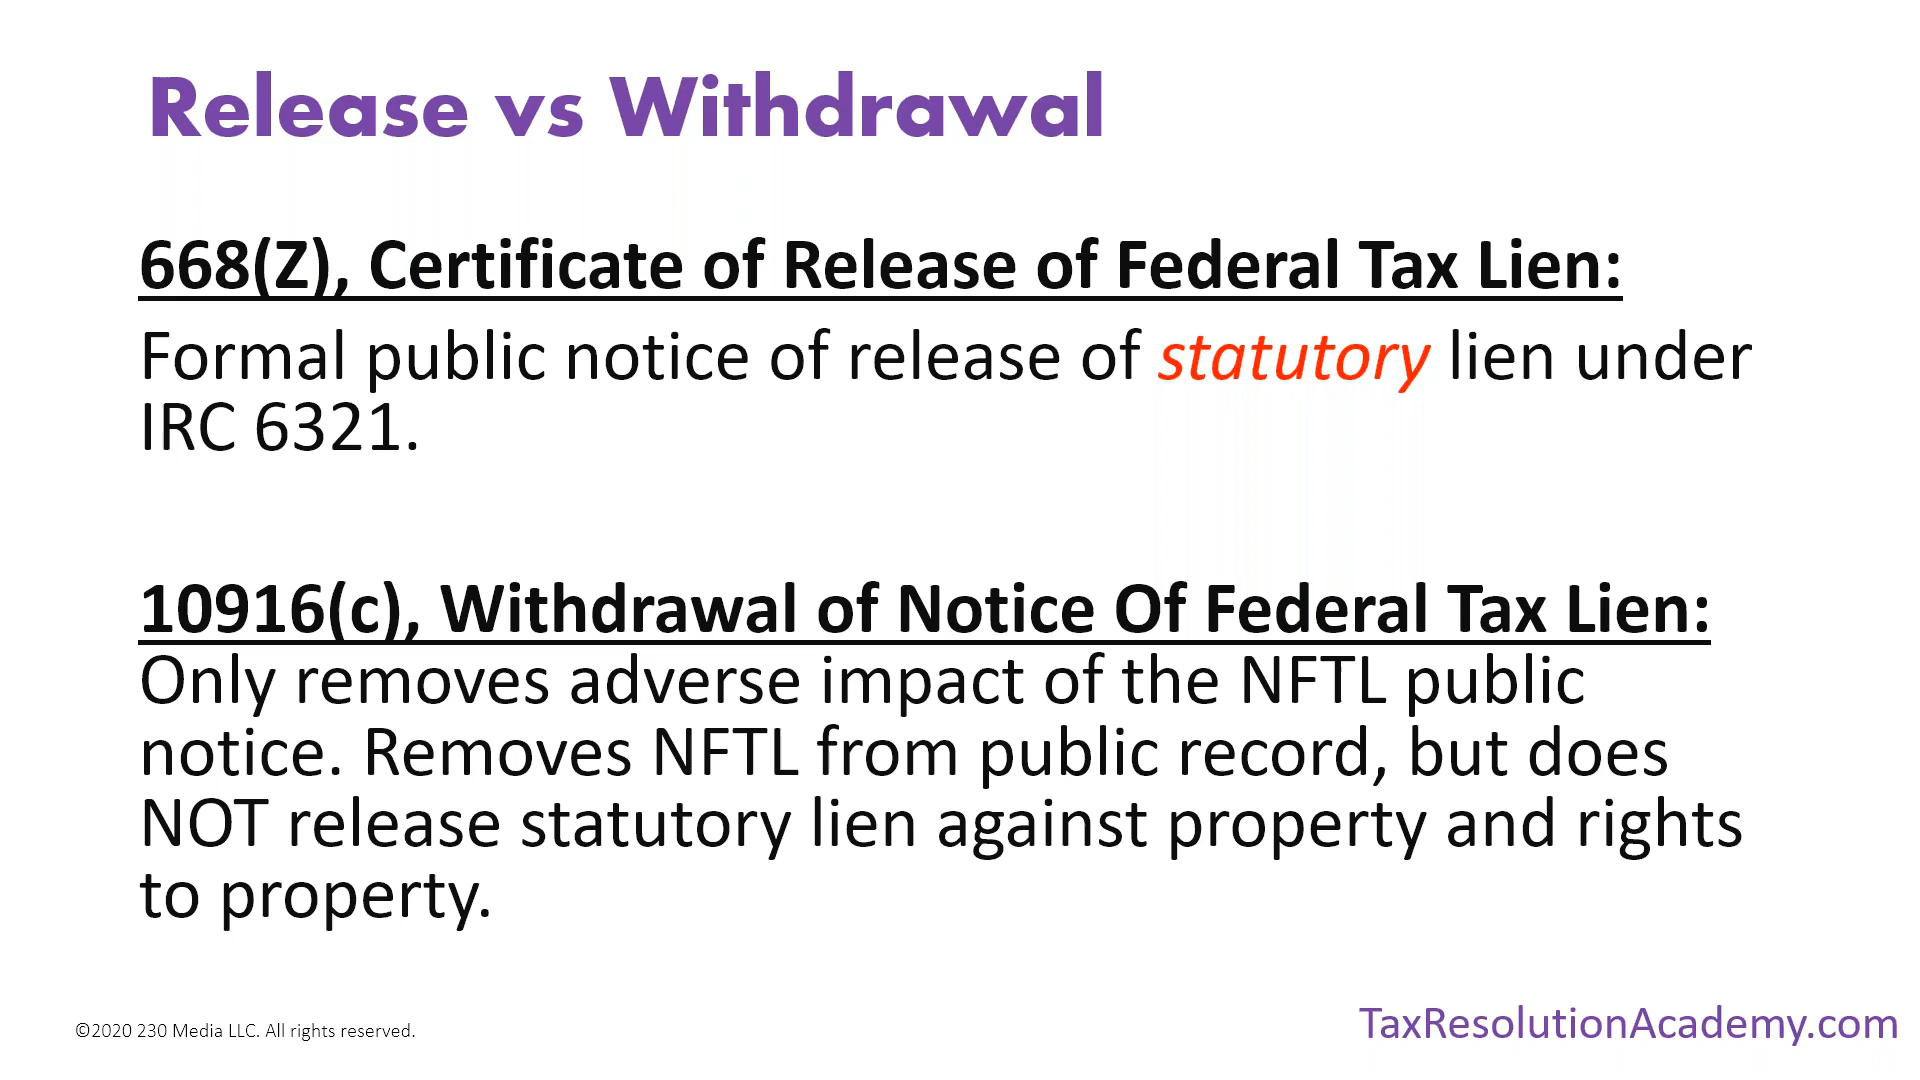 Release vs Withdrawal
668(Z), Certificate of Release of Federal Tax Lien:
Formal public notice of release of statutory lien under
IRC 6321.
10916(c), Withdrawal of Notice Of Federal Tax Lien:
Only removes adverse impact of the NFTL public
notice. Removes NFTL from public record, but does
NOT release statutory lien against property and rights
to property.
©2020 230 Media LLC. All rights reserved.
TaxResolutionAcademy.com